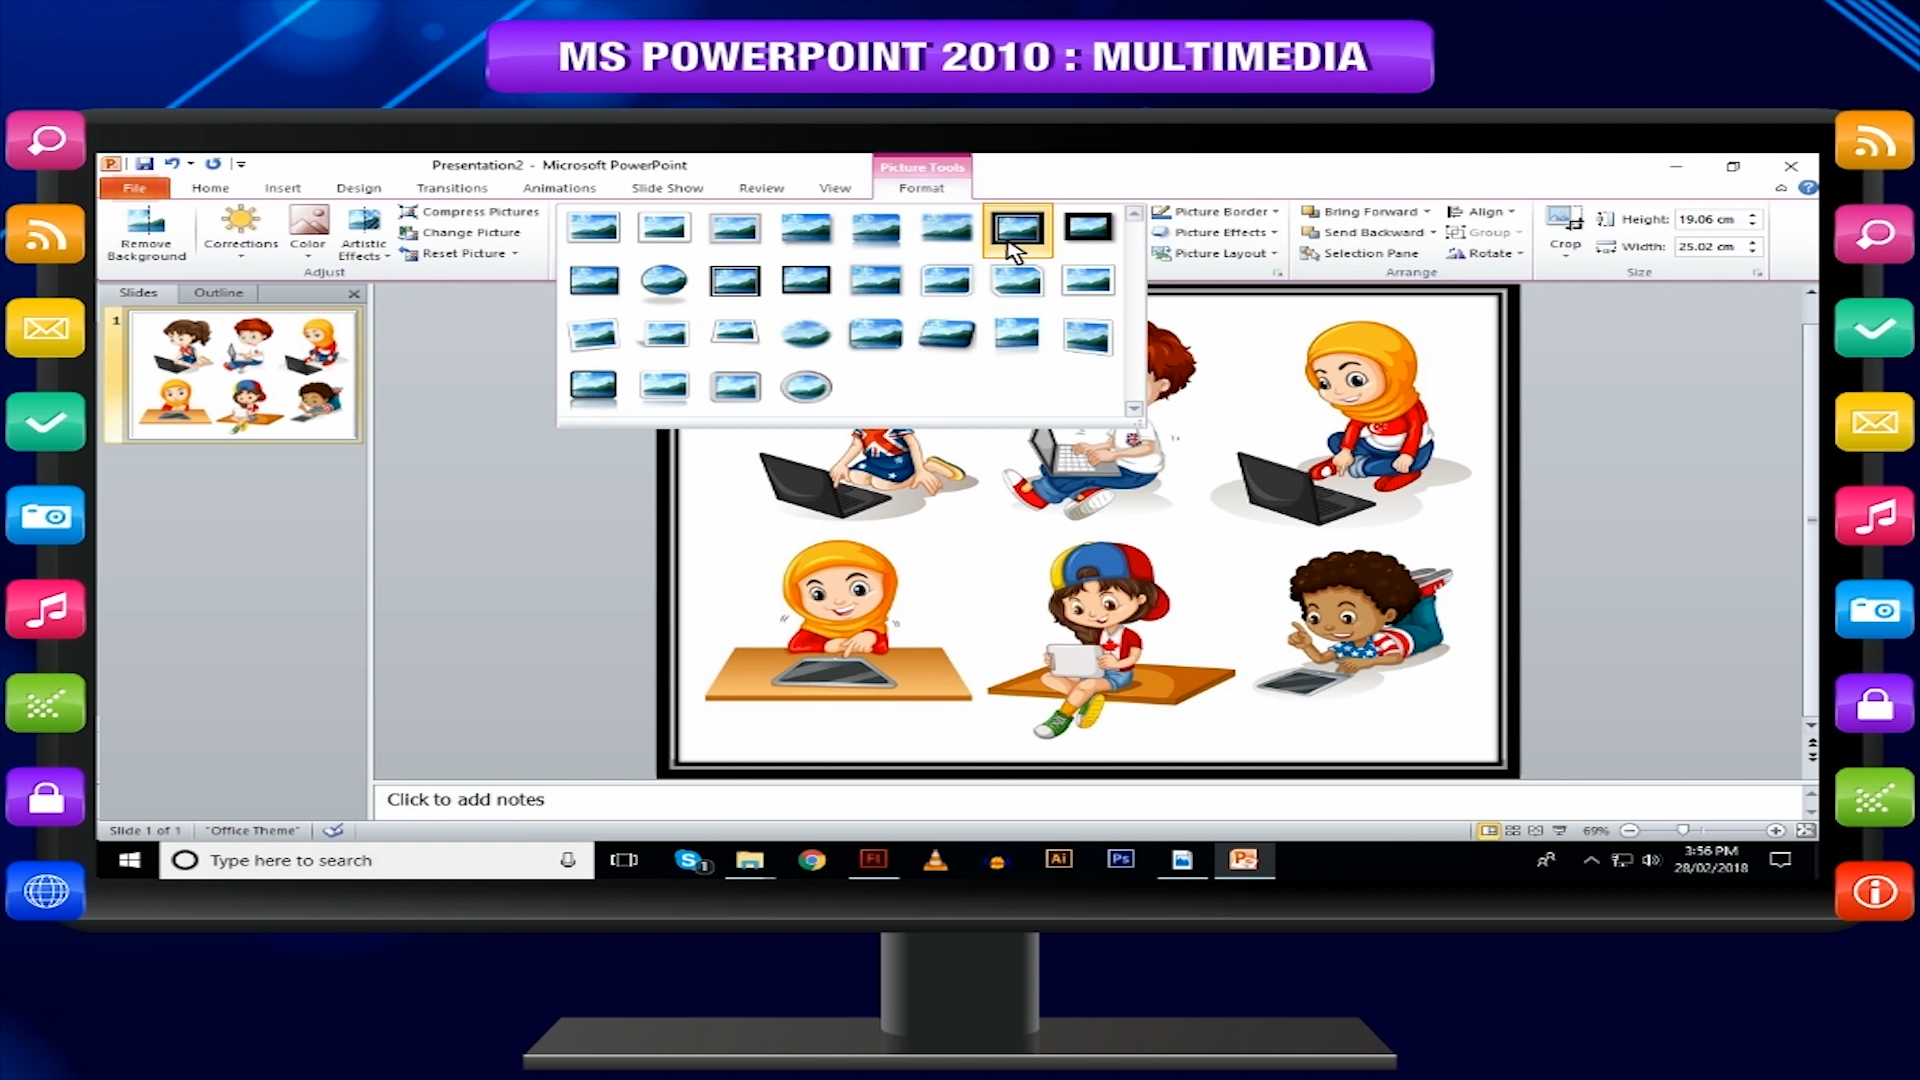 MS POWERPOINT 2010 : MULTIMEDIA
Presentation2 - Microsoft PowerPoint
Picture Tools
File Home Insert Design Transitions Animations Slide Show Review View Format
Remove Background
Corrections
Color
Artistic Effects
Compress Pictures
Change Picture
Reset Picture
Adjust
Picture Border
Picture Effects
Picture Layout
Bring Forward
Send Backward
Selection Pane
Align
Group
Rotate
Arrange
Crop
Height: 19.06 cm
Width: 25.02 cm
Size
Slides Outline
1
Click to add notes
Slide 1 of 1 "Office Theme" 69%
Type here to search
1
Fl
Ai
Ps
P
3:56 PM
28/02/2018